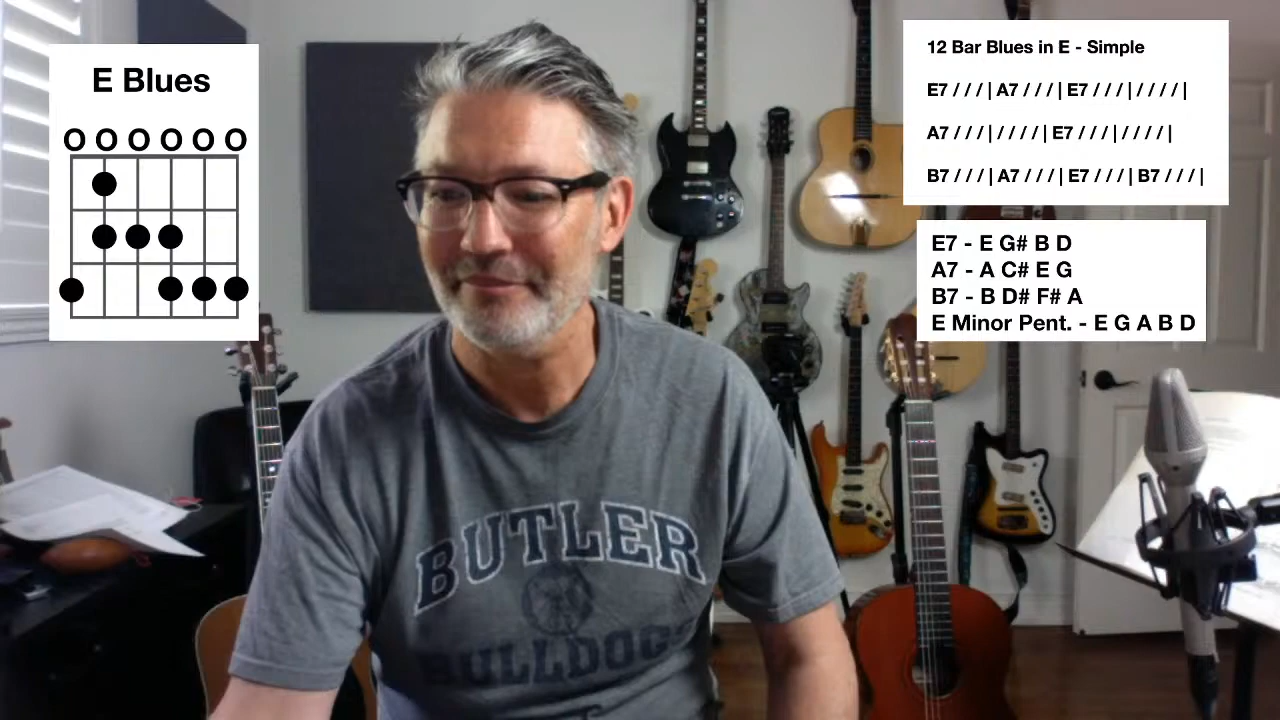 E Blues
O O O O O O
12 Bar Blues in E - Simple
E7 / / / | A7 / / / | E7 / / / | / / / / |
A7 / / / | / / / / | E7 / / / | / / / / |
B7 / / / | A7 / / / | E7 / / / | B7 / / / |
E7 - E G# B D
A7 - A C# E G
B7 - B D# F# A
E Minor Pent. - E G A B D
BUTLER
BULLDOGS